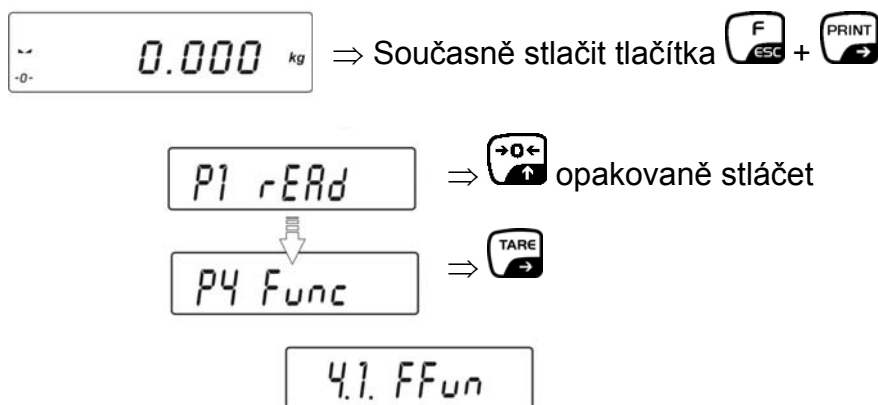 -0- 0.000 kg ⇒ Současně stlačit tlačítka F ESC + PRINT
P1 rEAd ⇒ →0← opakovaně stláčet
P4 Func ⇒ TARE
4.1. FFun